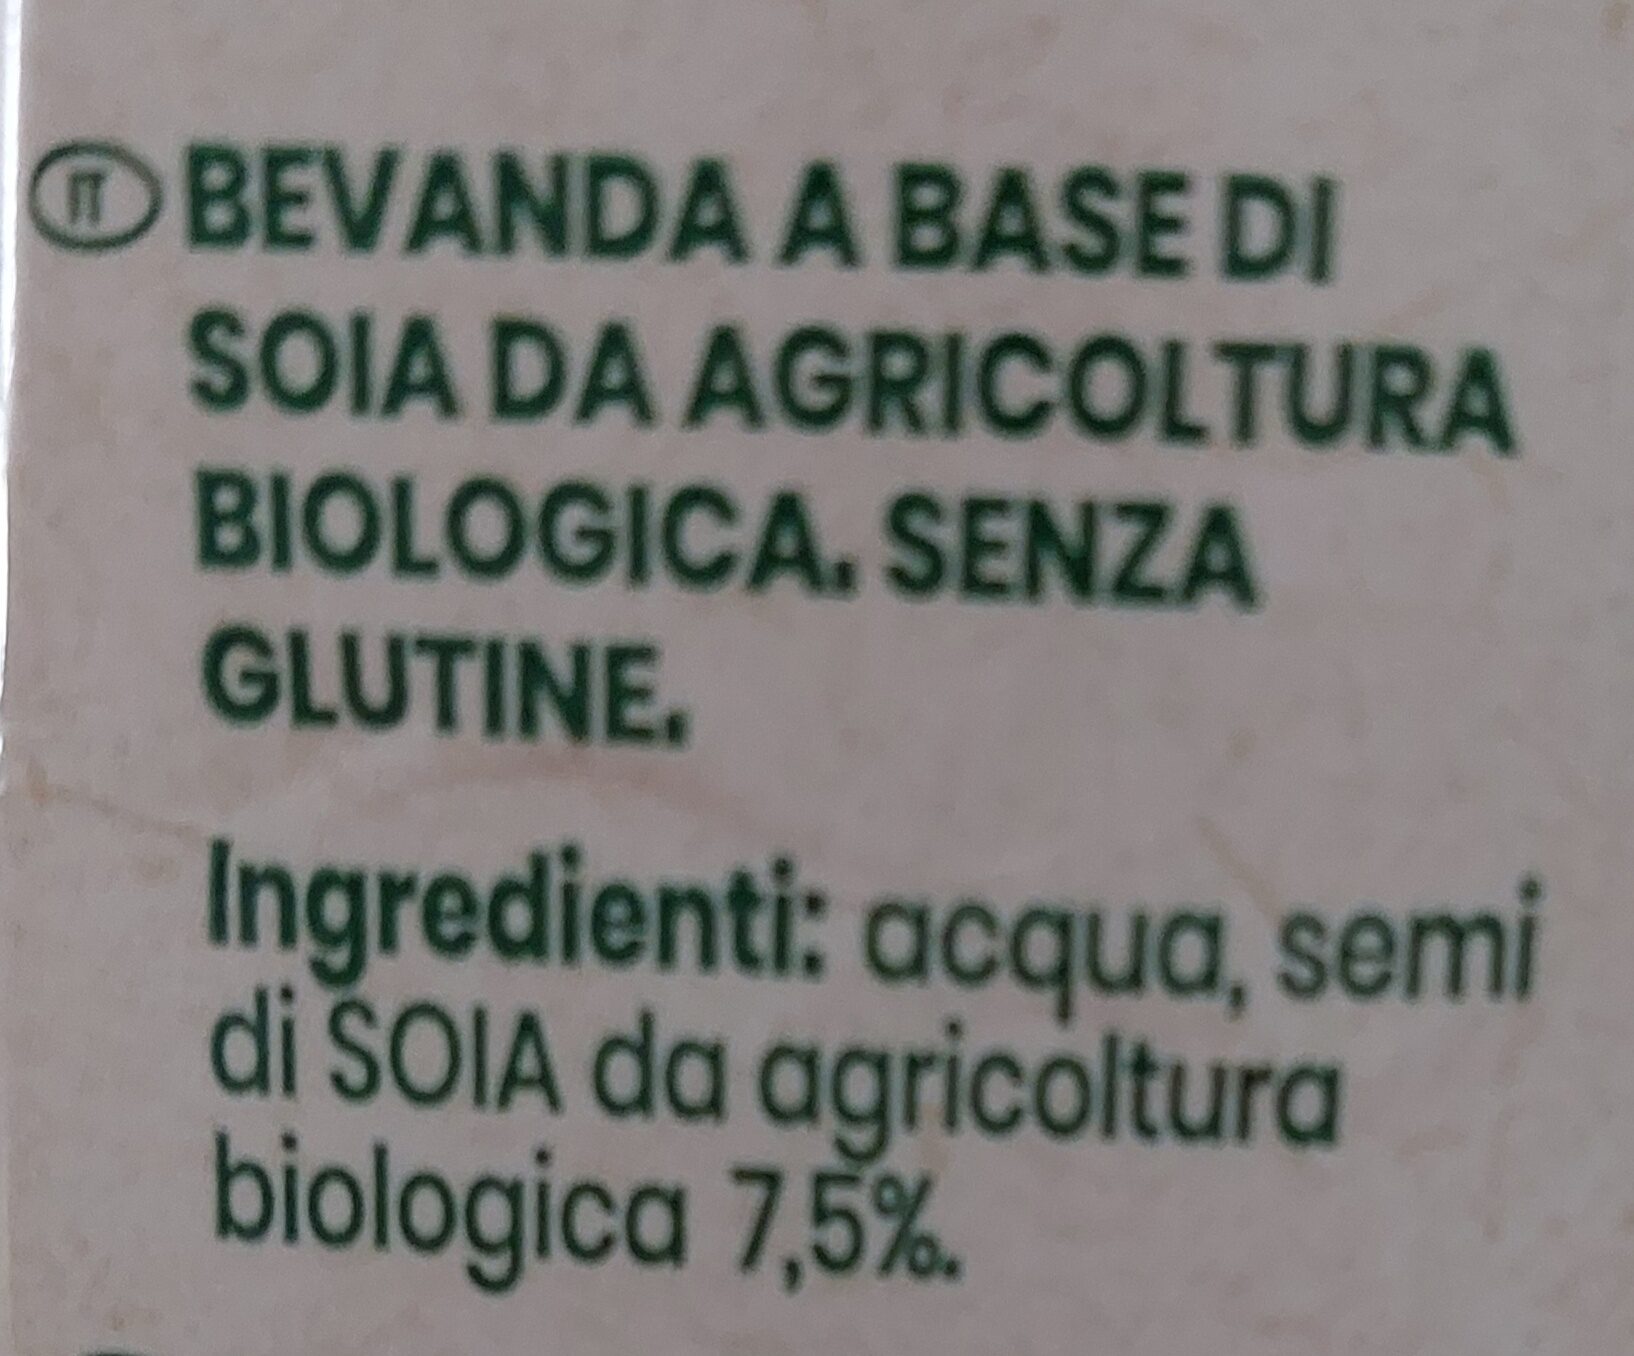 IT BEVANDA A BASE DI
SOIA DA AGRICOLTURA
BIOLOGICA. SENZA
GLUTINE.
Ingredienti: acqua, semi
di SOIA da agricoltura
biologica 7,5%.